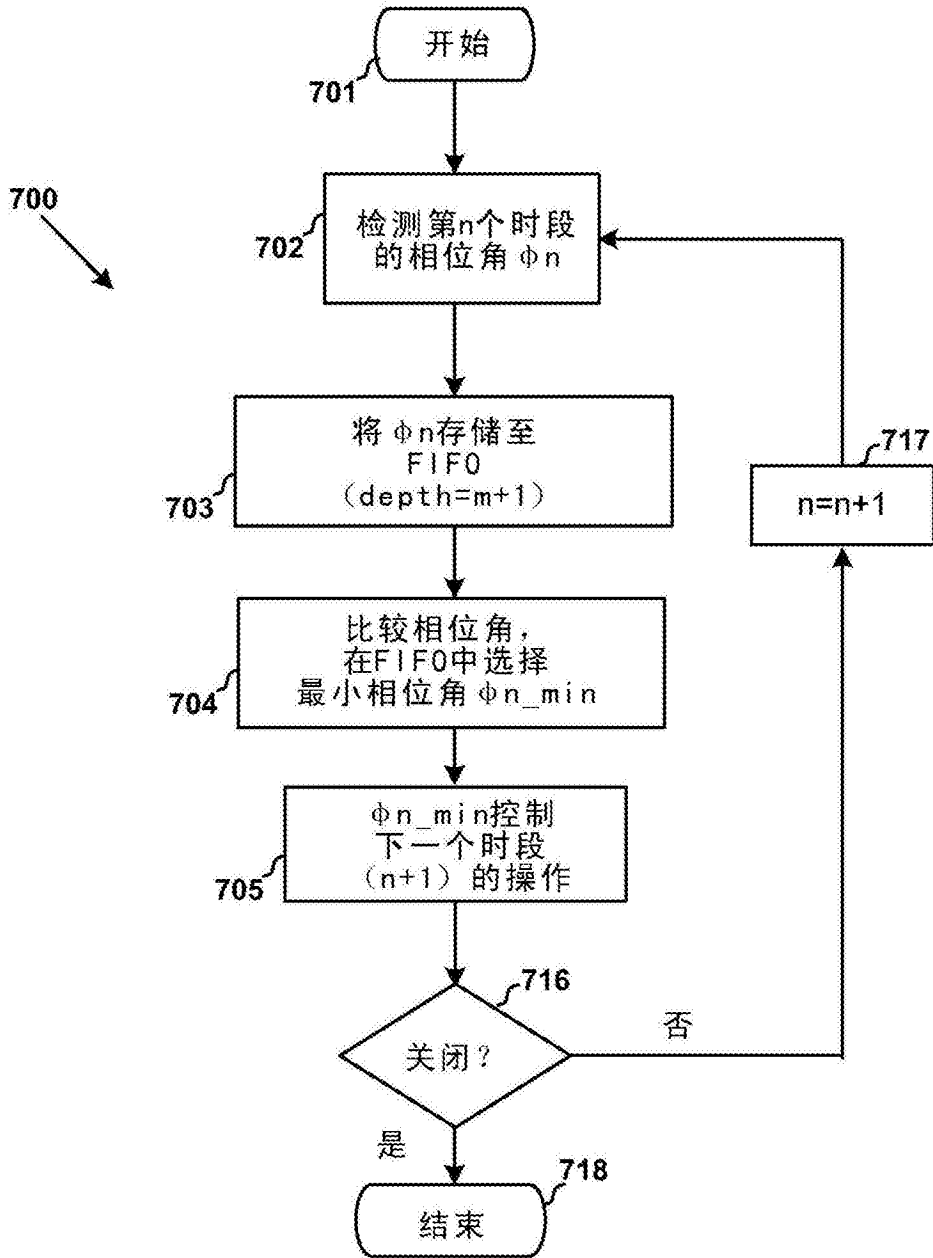 开始
701
700
检测第n个时段
的相位角φn
702
将φn存储至
FIFO
（depth=m+1）
703
717
n=n+1
比较相位角，
在FIFO中选择
最小相位角φn_min
704
φn_min控制
下一个时段
（n+1）的操作
705
716
关闭？
否
是
718
结束